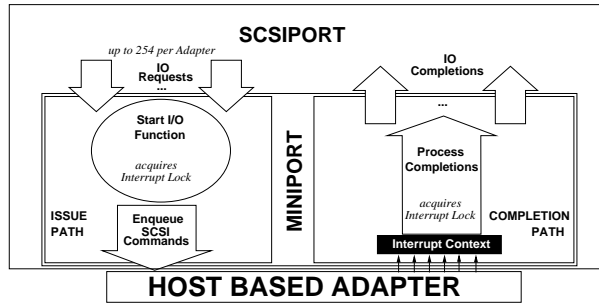 SCSIPORT
up to 254 per Adapter
IO
Requests
...
IO
Completions
...
Start I/O
Function
acquires
Interrupt Lock
ISSUE
PATH
Enqueue
SCSI
Commands
MINIPORT
Process
Completions
acquires
Interrupt Lock
COMPLETION
PATH
Interrupt Context
HOST BASED ADAPTER